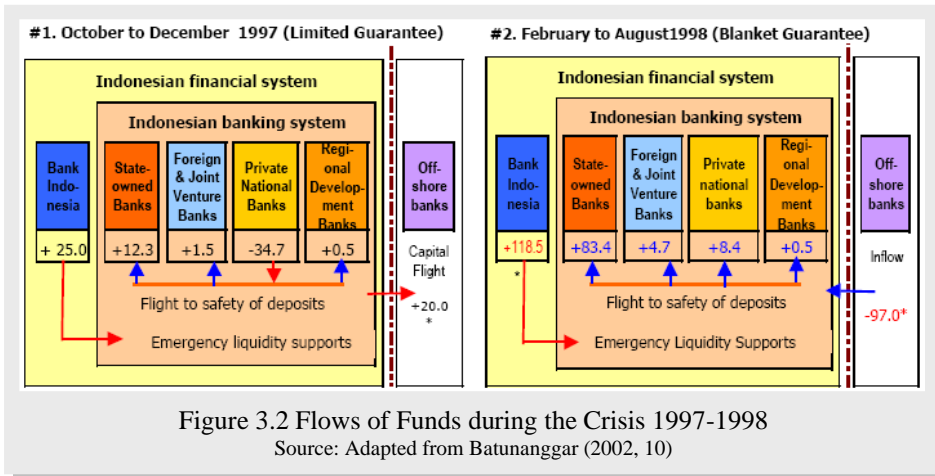 #1. October to December 1997 (Limited Guarantee)
Indonesian financial system
Indonesian banking system
Bank
Indo-
nesia
State-
owned
Banks
Foreign
& Joint
Venture
Banks
Private
National
Banks
Regi-
onal
Develop-
ment
Banks
Off-
shore
banks
+ 25.0
+12.3
+1.5
-34.7
+0.5
Capital
Flight
+20.0
*
Flight to safety of deposits
Emergency liquidity supports
#2. February to August1998 (Blanket Guarantee)
Indonesian financial system
Indonesian banking system
Bank
Indo-
nesia
State-
owned
Banks
Foreign
& Joint
Venture
Banks
Private
national
banks
Regi-
onal
Develop-
ment
Banks
Off-
shore
banks
+118.5
*
+83.4
+4.7
+8.4
+0.5
Inflow
-97.0*
Flight to safety of deposits
Emergency Liquidity Supports
Figure 3.2 Flows of Funds during the Crisis 1997-1998
Source: Adapted from Batunanggar (2002, 10)